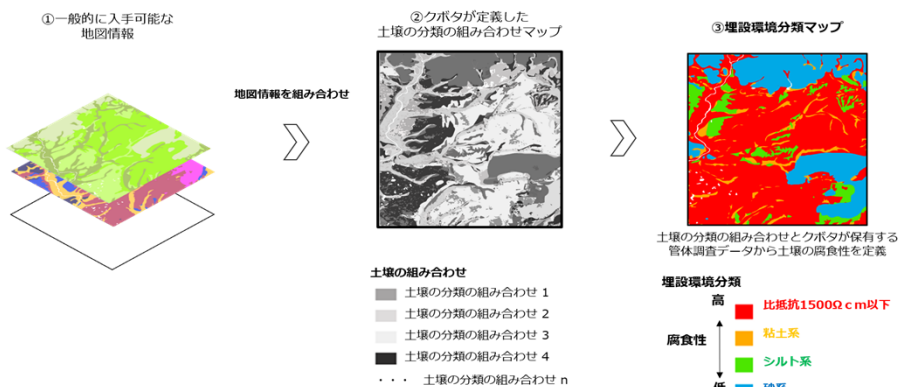 ①一般的に入手可能な
地図情報
地図情報を組み合わせ
②クボタが定義した
土壌の分類の組み合わせマップ
土壌の組み合わせ
土壌の分類の組み合わせ 1
土壌の分類の組み合わせ 2
土壌の分類の組み合わせ 3
土壌の分類の組み合わせ 4
・・・ 土壌の分類の組み合わせ n
③埋設環境分類マップ
土壌の分類の組み合わせとクボタが保有する
管体調査データから土壌の腐食性を定義
埋設環境分類
高
腐食性
低
比抵抗1500Ωｃｍ以下
粘土系
シルト系
砂系